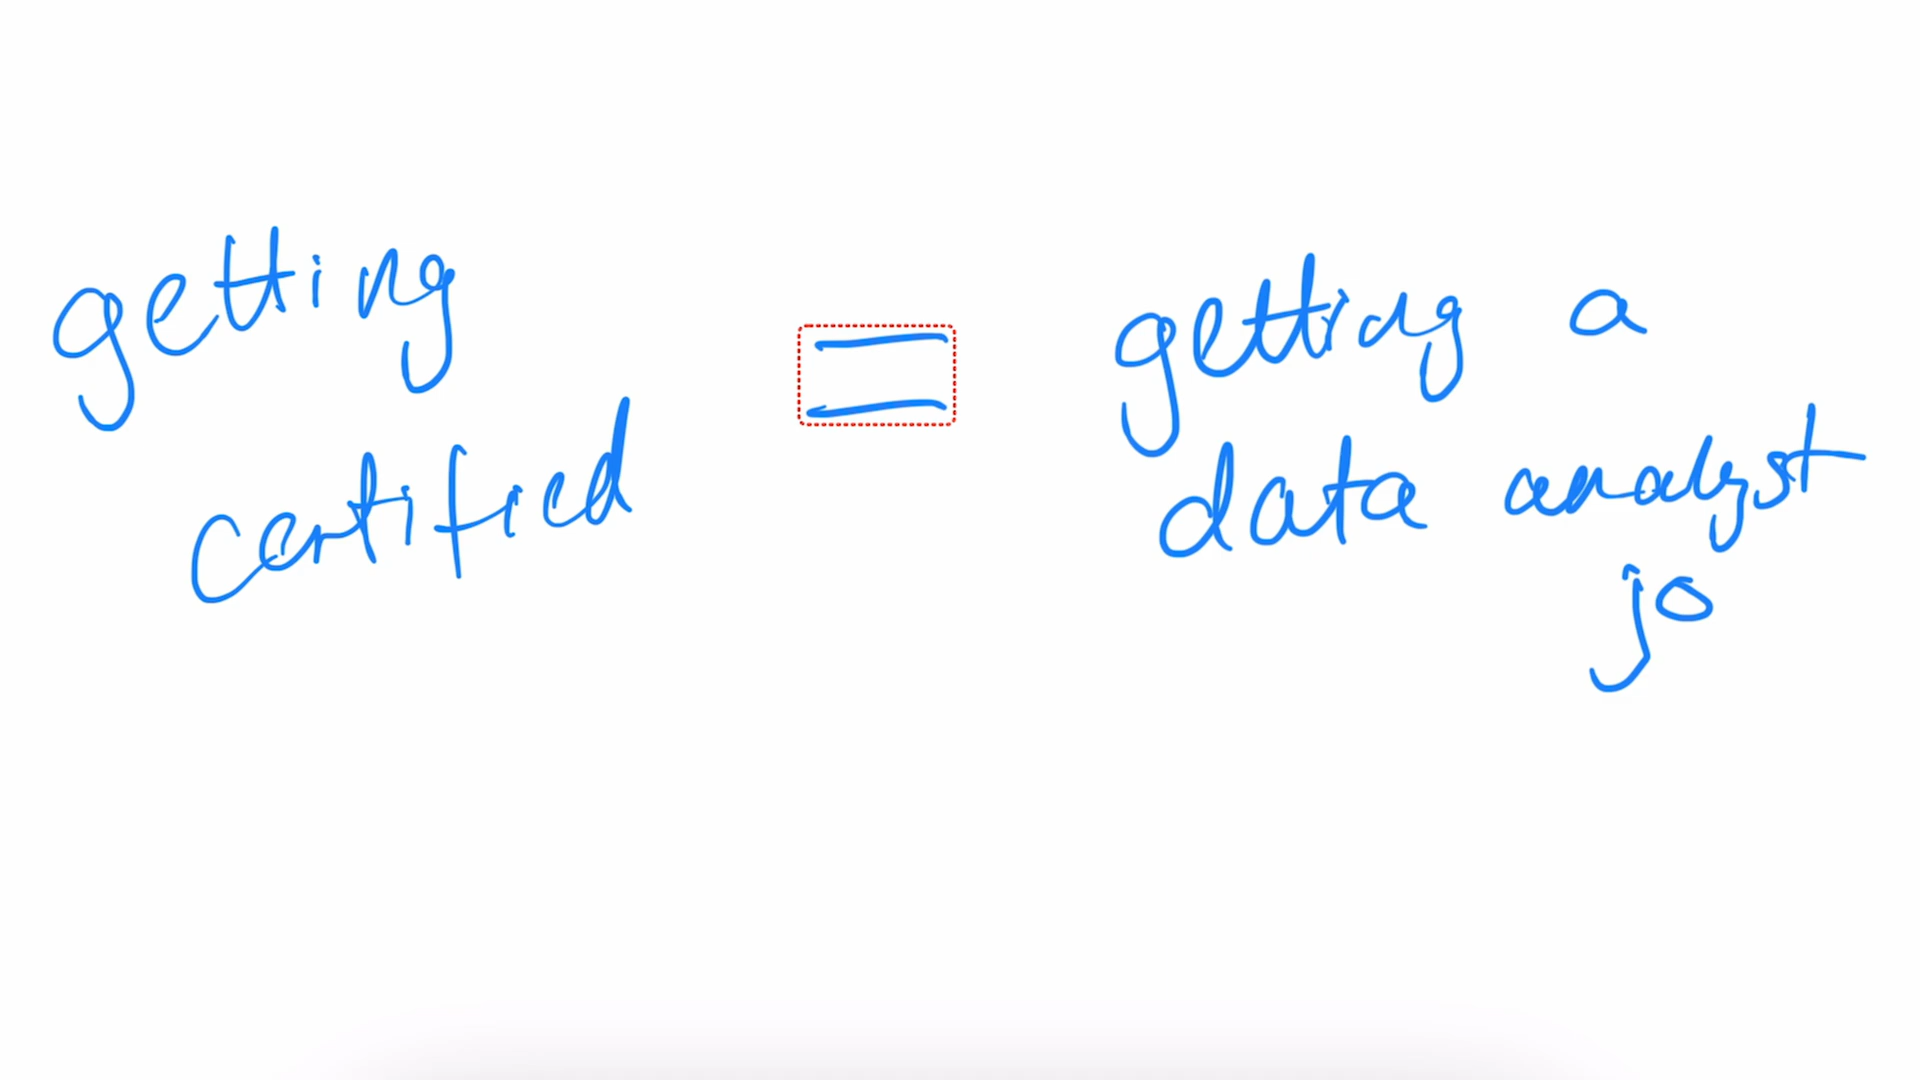 getting
certified
=
getting a
data analyst
jo